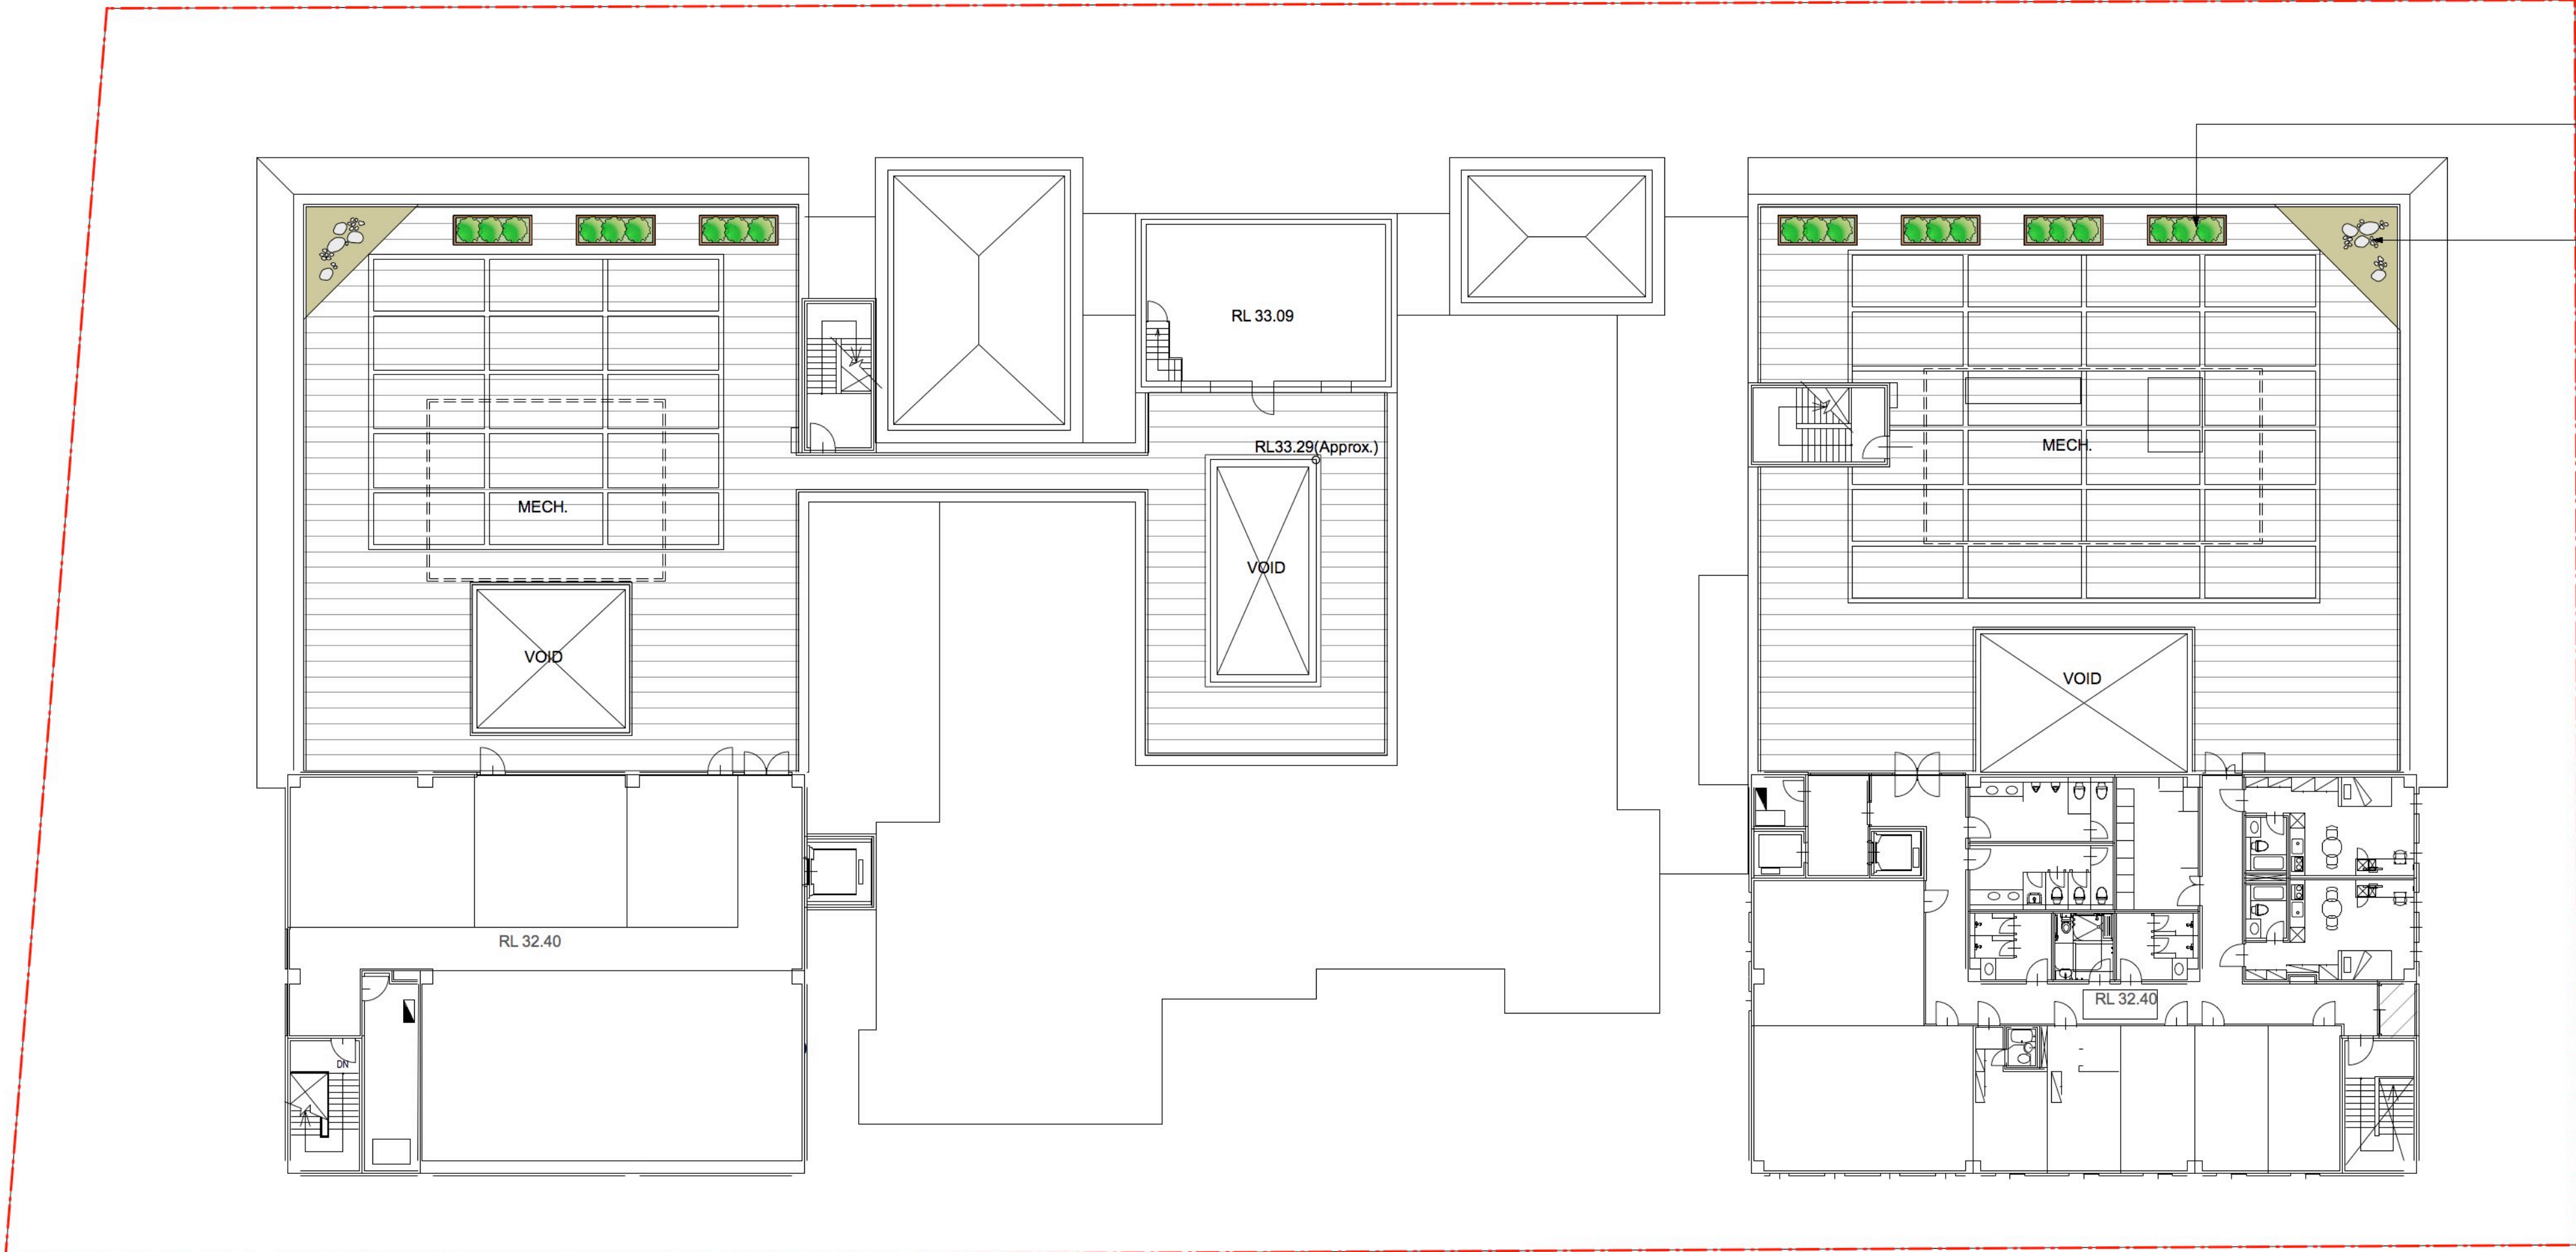 RL 33.09
RL33.29(Approx.)
MECH.
MECH.
VOID
VOID
VOID
RL 32.40
RL 32.40
DN